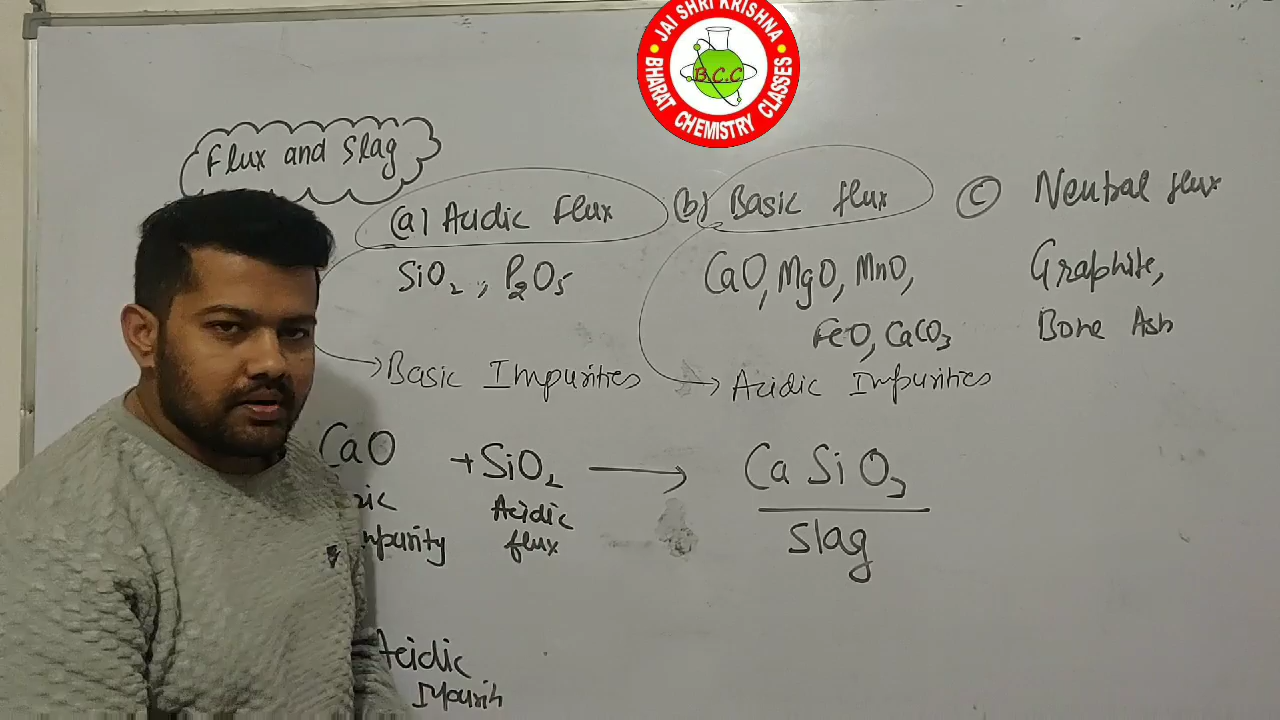 JAI SHRI KRISHNA
B.C.C
BHARAT CHEMISTRY CLASSES
Flux and Slag
(a) Acidic Flux
SiO₂, P₂O₅
Basic Impurities
(b) Basic flux
CaO, MgO, MnO,
FeO, CaCO₃
Acidic Impurities
(C) Neutral flux
Graphite,
Bone Ash
CaO + SiO₂ → CaSiO₃
Acidic
flux
slag
Acidic